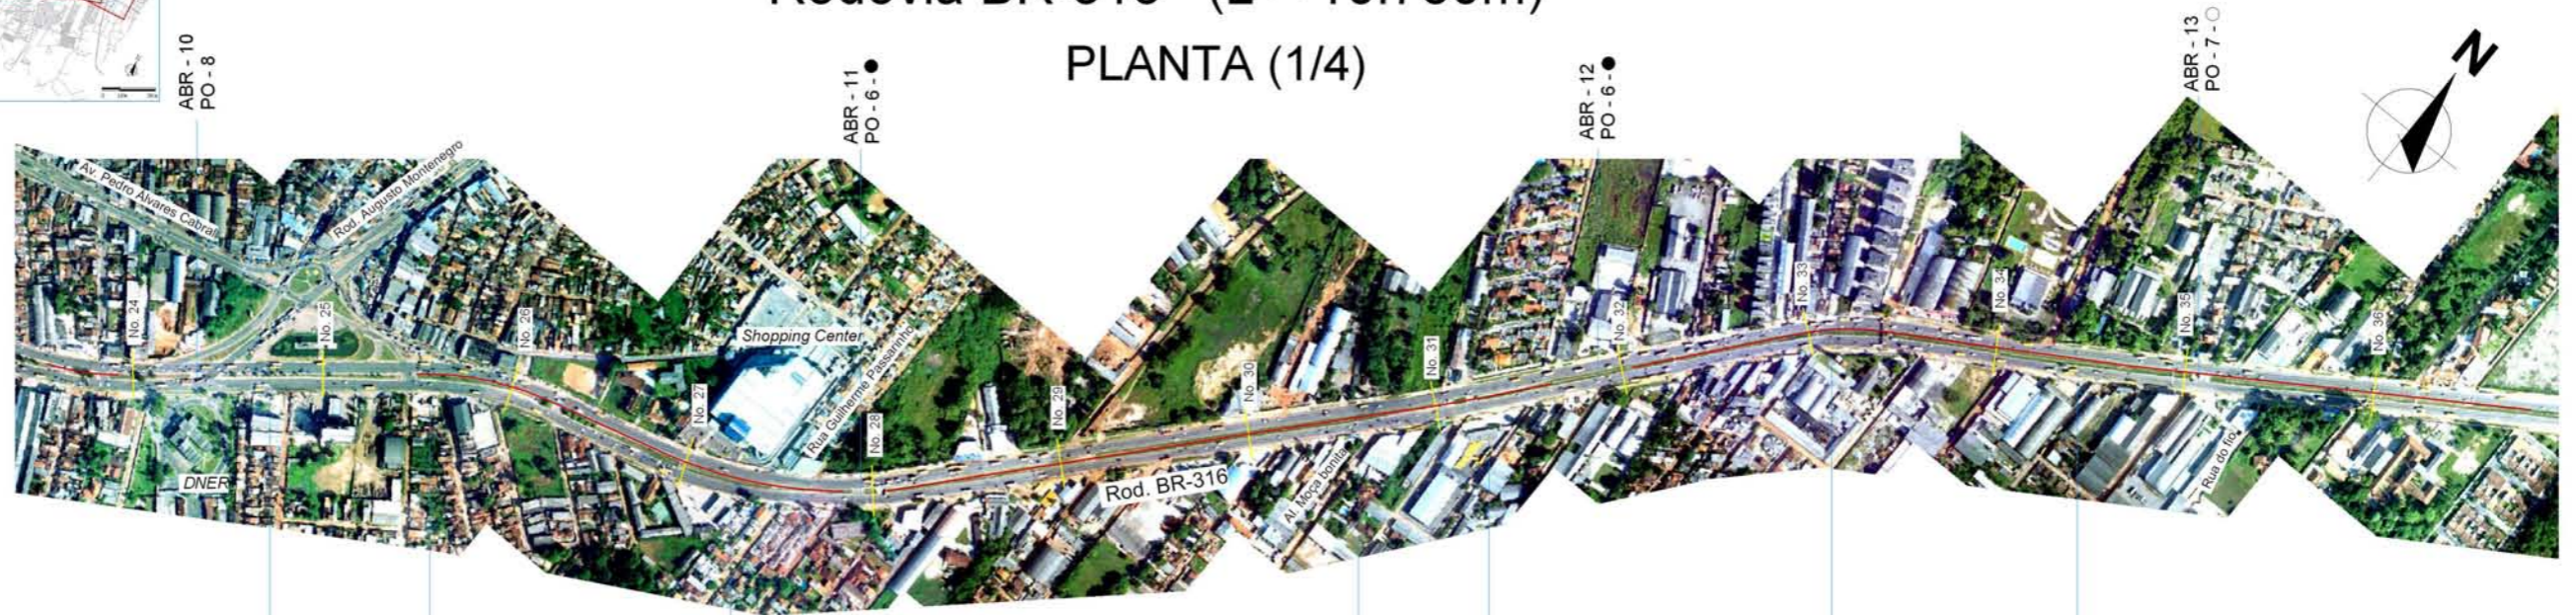 PLANTA (1/4)
ABR - 10
PO - 8
ABR - 11
PO - 6 - ●
ABR - 12
PO - 6 - ●
ABR - 13
PO - 7 - ○
N
Av. Pedro Alvares Cabral
Rod. Augusto Montenegro
No. 24
No. 25
No. 26
No. 27
Shopping Center
Rua Guilherme Passarinho
No. 28
No. 29
No. 30
No. 31
No. 32
No. 33
No. 34
No. 35
No. 36
DNER
Rod. BR-316
Al. Moça bonita
Rua do fio